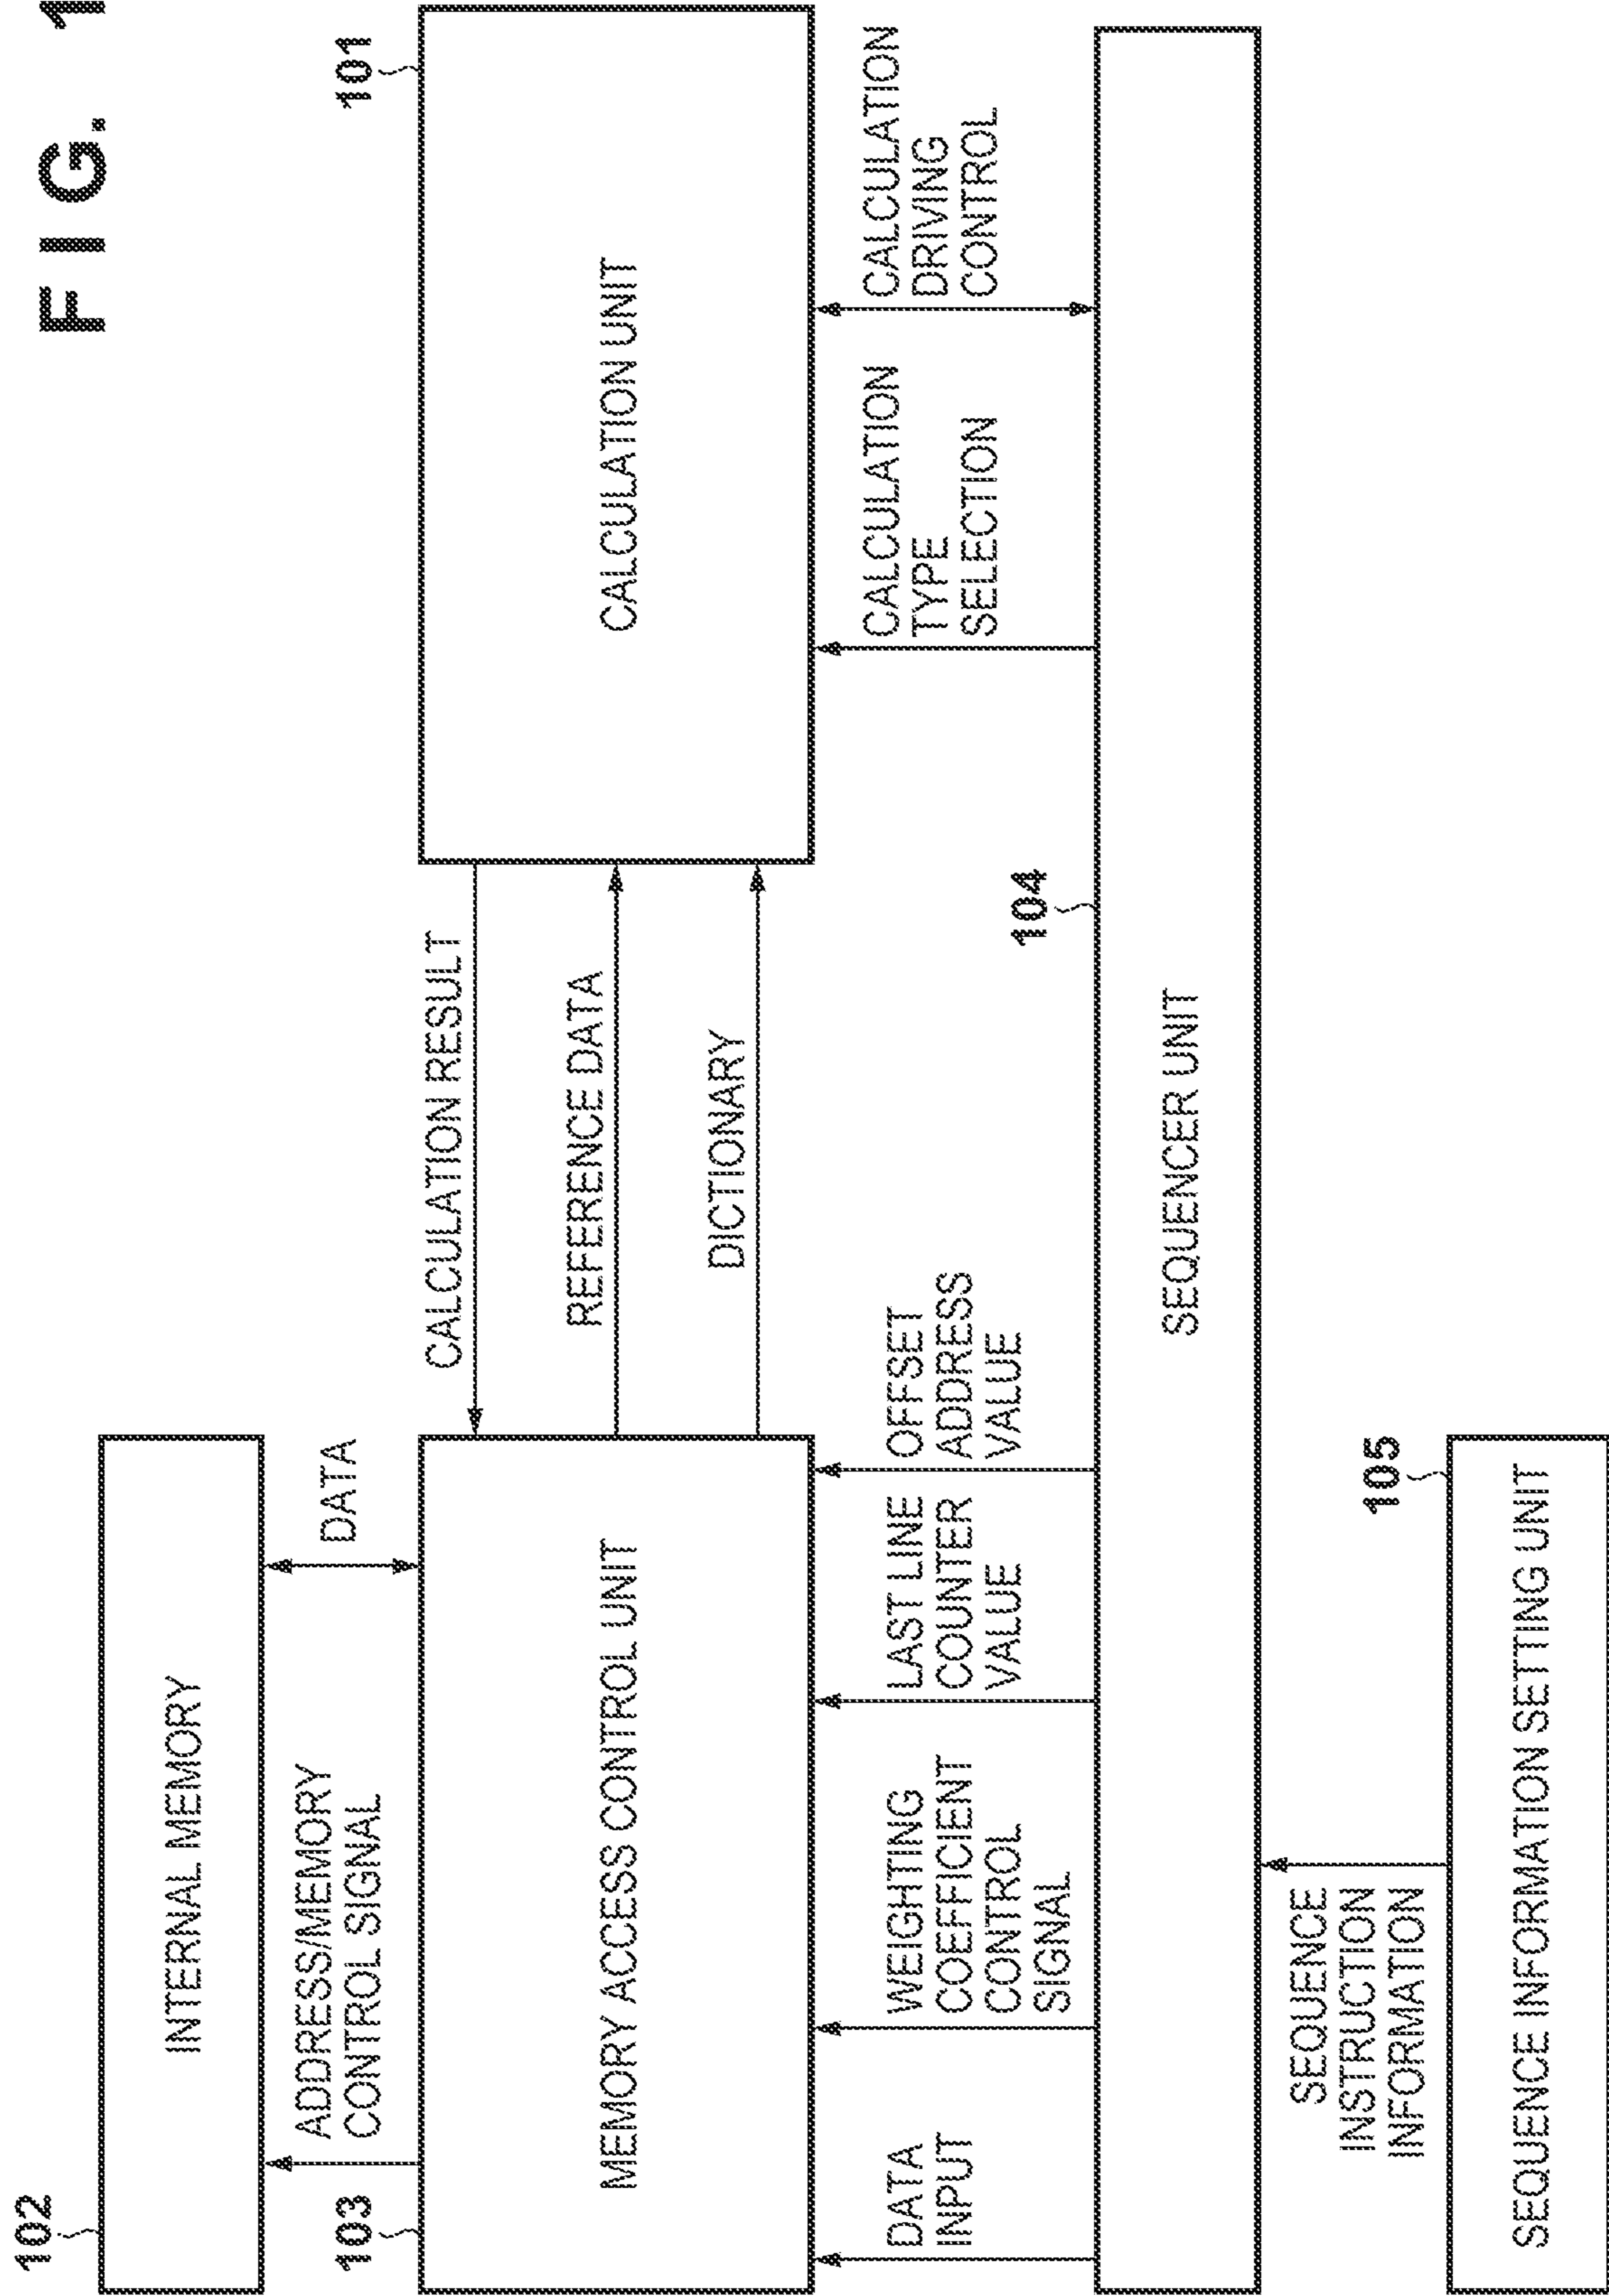 FIG. 1
102
INTERNAL MEMORY
ADDRESS/MEMORY
CONTROL SIGNAL
DATA
103
MEMORY ACCESS CONTROL UNIT
CALCULATION RESULT
REFERENCE DATA
DICTIONARY
101
CALCULATION UNIT
DATA
INPUT
WEIGHTING
COEFFICIENT
CONTROL
SIGNAL
LAST LINE
COUNTER
VALUE
OFFSET
ADDRESS
VALUE
CALCULATION
TYPE
SELECTION
CALCULATION
DRIVING
CONTROL
104
SEQUENCER UNIT
SEQUENCE
INSTRUCTION
INFORMATION
105
SEQUENCE INFORMATION SETTING UNIT